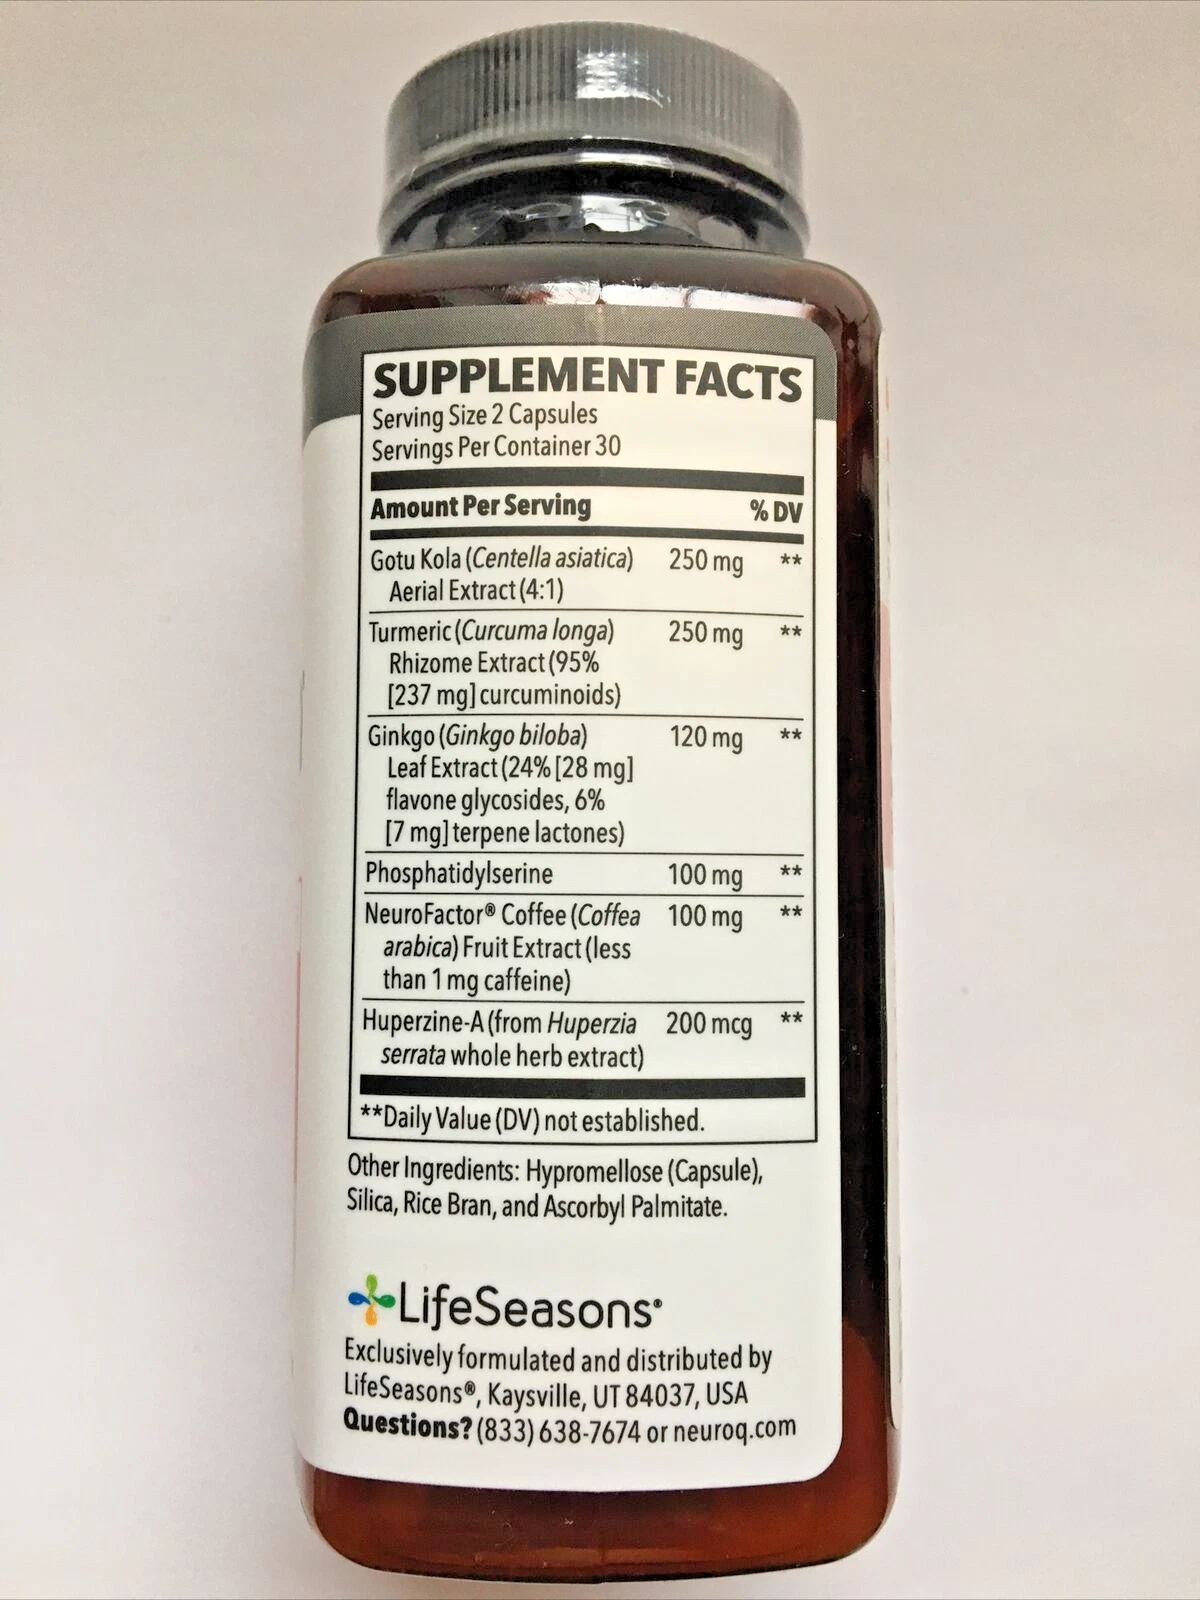 SUPPLEMENT FACTS
Serving Size 2 Capsules
Servings Per Container 30
Amount Per Serving % DV
Gotu Kola (Centella asiatica) 250 mg **
Aerial Extract (4:1)
Turmeric (Curcuma longa) 250 mg **
Rhizome Extract (95%
[237 mg] curcuminoids)
Ginkgo (Ginkgo biloba) 120 mg **
Leaf Extract (24% [28 mg]
flavone glycosides, 6%
[7 mg] terpene lactones)
Phosphatidylserine 100 mg **
NeuroFactor® Coffee (Coffea 100 mg **
arabica) Fruit Extract (less
than 1 mg caffeine)
Huperzine-A (from Huperzia 200 mcg **
serrata whole herb extract)
**Daily Value (DV) not established.
Other Ingredients: Hypromellose (Capsule),
Silica, Rice Bran, and Ascorbyl Palmitate.
LifeSeasons®
Exclusively formulated and distributed by
LifeSeasons®, Kaysville, UT 84037, USA
Questions? (833) 638-7674 or neuroq.com